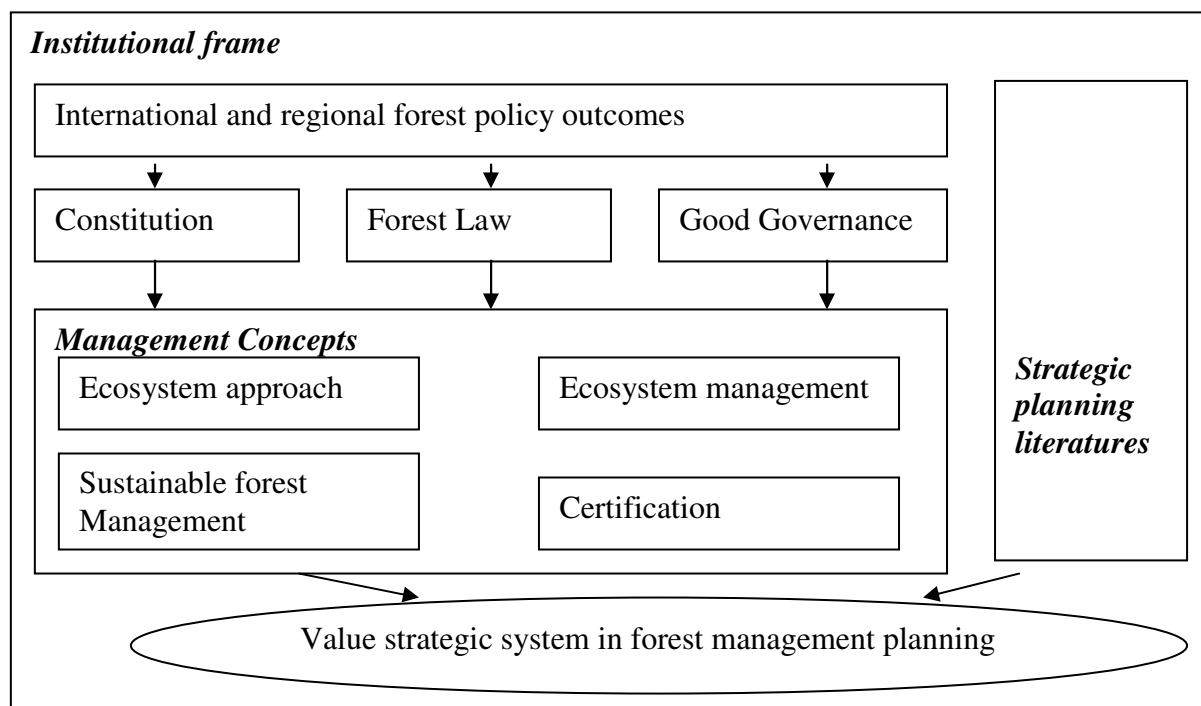 Institutional frame
International and regional forest policy outcomes
Constitution
Forest Law
Good Governance
Management Concepts
Ecosystem approach
Ecosystem management
Sustainable forest
Management
Certification
Strategic
planning
literatures
Value strategic system in forest management planning